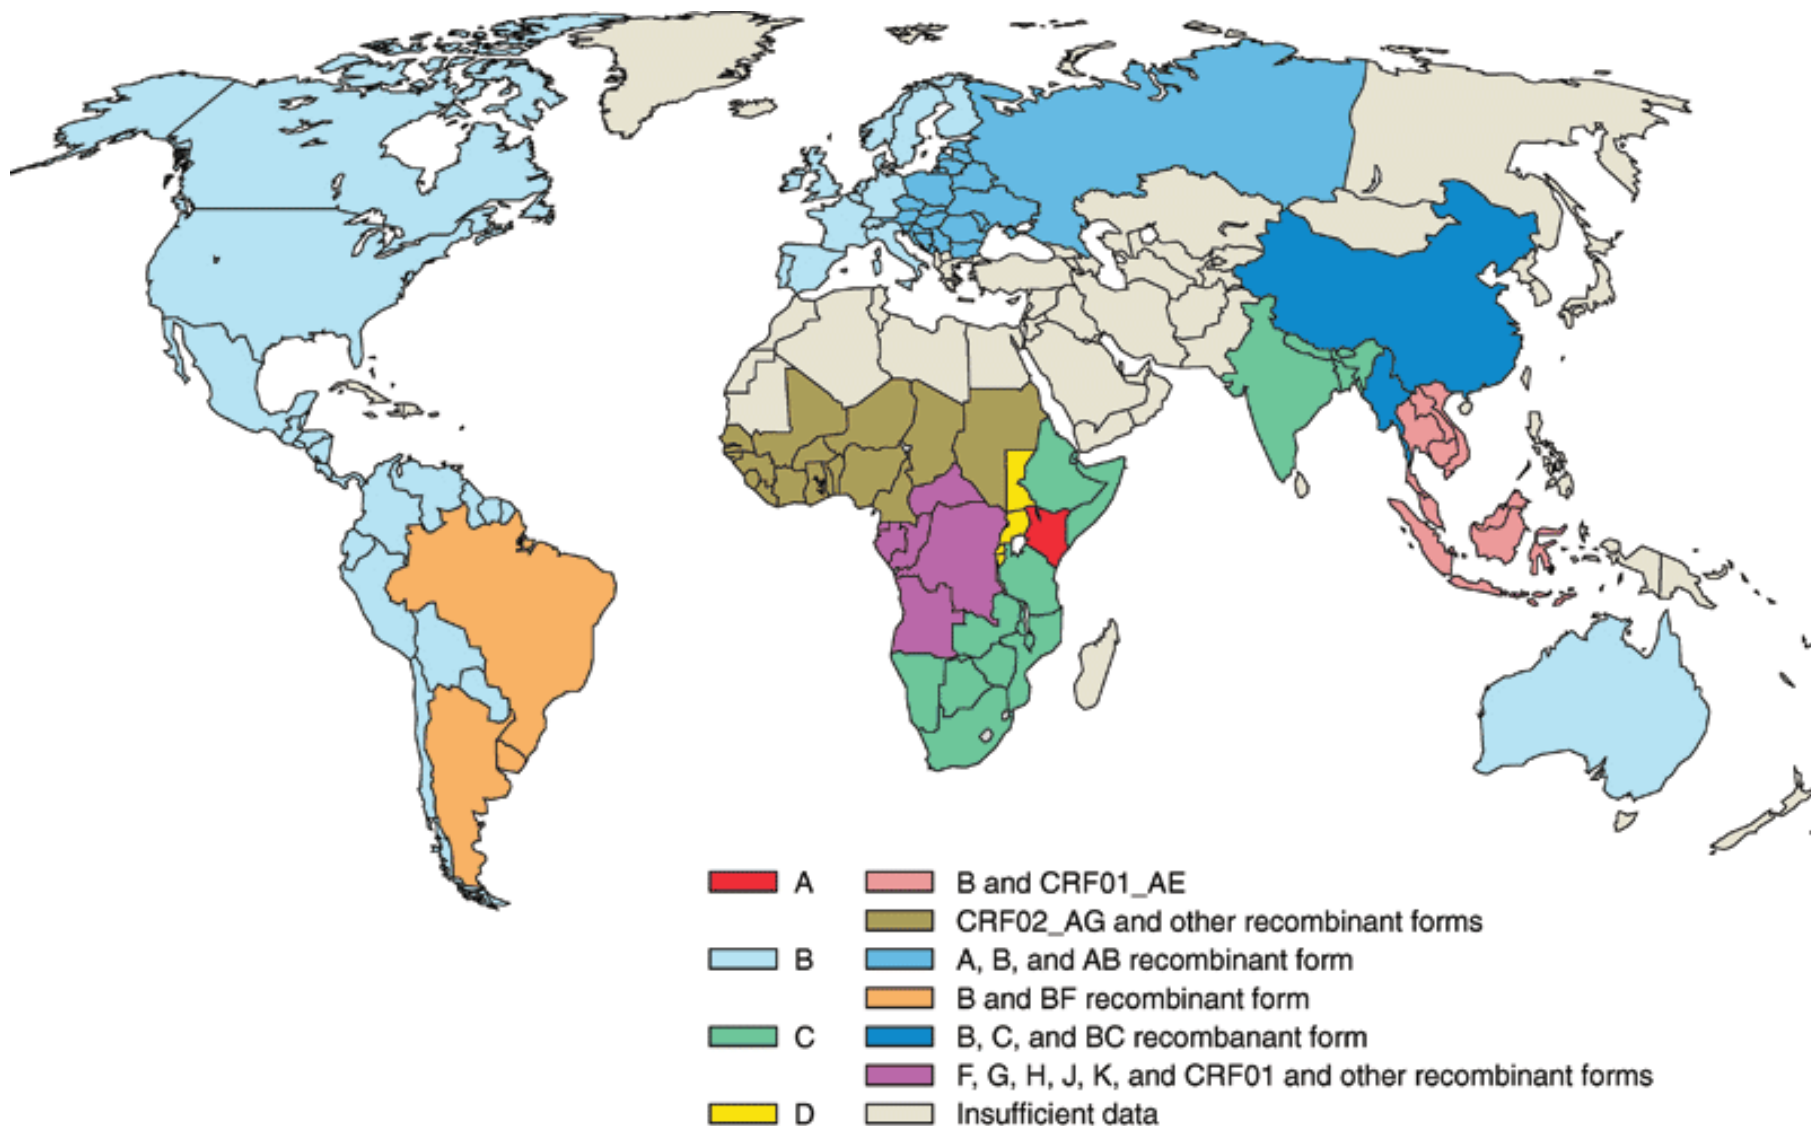 A
B and CRF01_AE
CRF02_AG and other recombinant forms
B
A, B, and AB recombinant form
B and BF recombinant form
C
B, C, and BC recombanant form
F, G, H, J, K, and CRF01 and other recombinant forms
D
Insufficient data